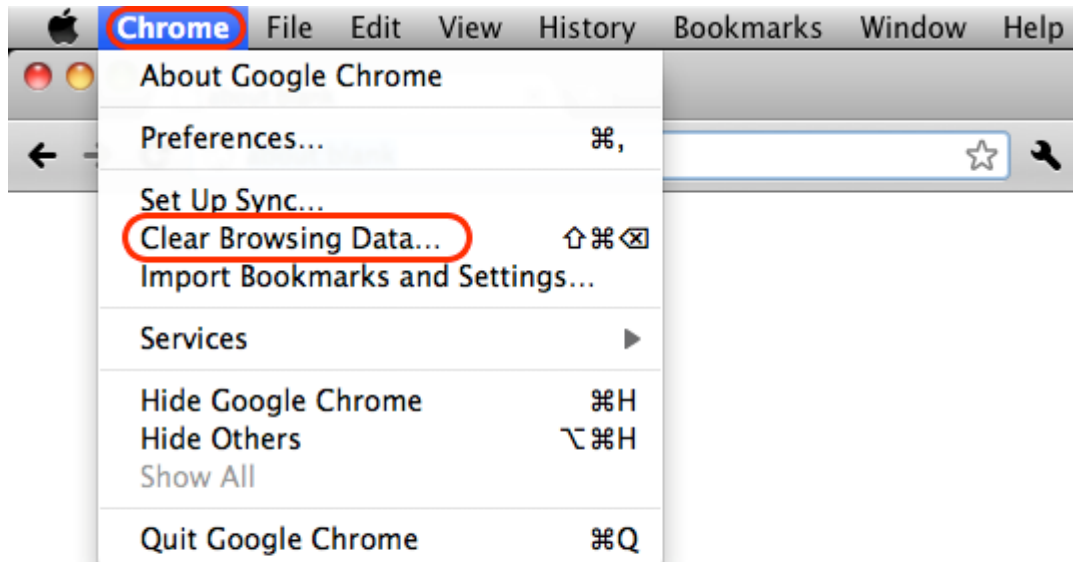 Chrome File Edit View History Bookmarks Window Help
About Google Chrome
Preferences... ⌘,
Set Up Sync...
Clear Browsing Data... ⇧⌘⌫
Import Bookmarks and Settings...
Services ▶
Hide Google Chrome ⌘H
Hide Others ⌥⌘H
Show All
Quit Google Chrome ⌘Q